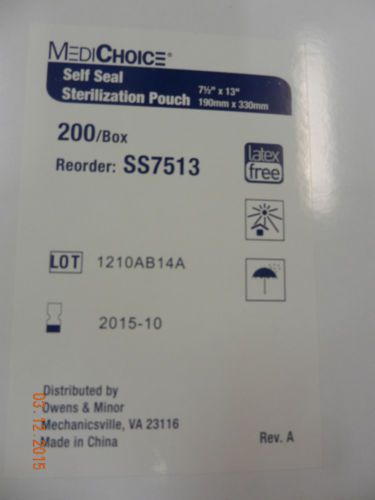 MEDICHOICE®
Self Seal
Sterilization Pouch
7½" x 13"
190mm x 330mm
200/Box
Reorder: SS7513
latex
free
LOT 1210AB14A
2015-10
Distributed by
Owens & Minor
Mechanicsville, VA 23116
Made in China
Rev. A
03.12.2015